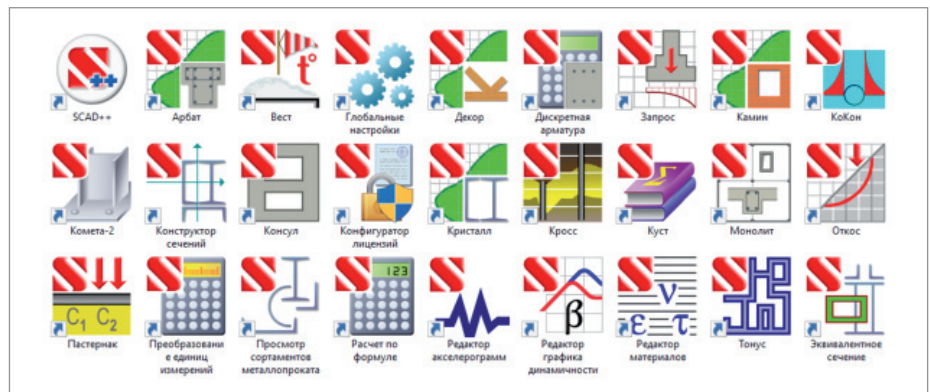 SCAD++
Арбат
Вест
Глобальные
настройки
Декор
Дискретная
арматура
Запрос
Камин
КоКон
Комета-2
Конструктор
сечений
Консул
Конфигуратор
лицензий
Кристалл
Кросс
Куст
Монолит
Откос
C₁ C₂
Пастернак
Преобразовани
е единиц
измерений
Просмотр
сортаментов
металлопроката
123
Расчет по
формуле
Редактор
акселерограмм
β
Редактор
графика
динамичности
ν
ε τ
Редактор
материалов
Тонус
Эквивалентное
сечение
t°
Σ
++